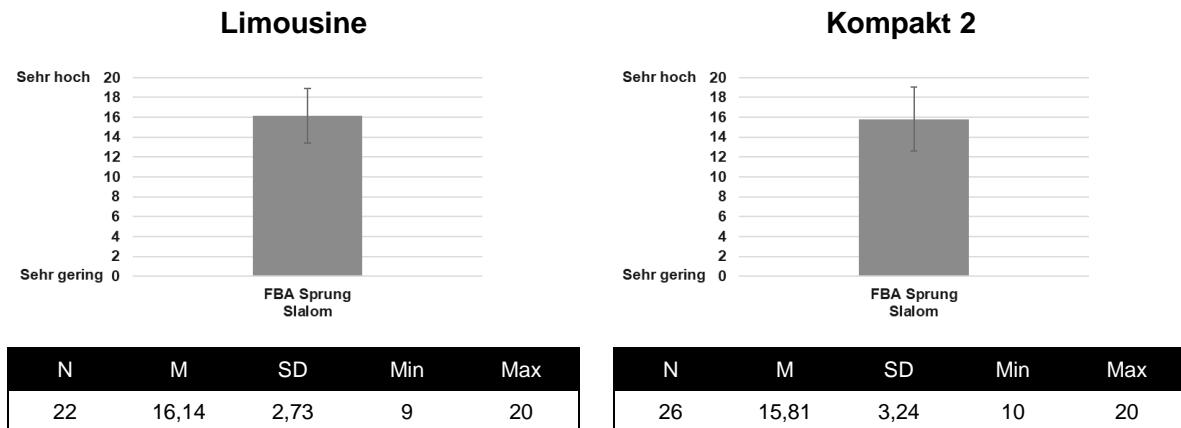 Limousine
Sehr hoch 20
18
16
14
12
10
8
6
4
2
Sehr gering 0
FBA Sprung
Slalom
N M SD Min Max
22 16,14 2,73 9 20
Kompakt 2
Sehr hoch 20
18
16
14
12
10
8
6
4
2
Sehr gering 0
FBA Sprung
Slalom
N M SD Min Max
26 15,81 3,24 10 20